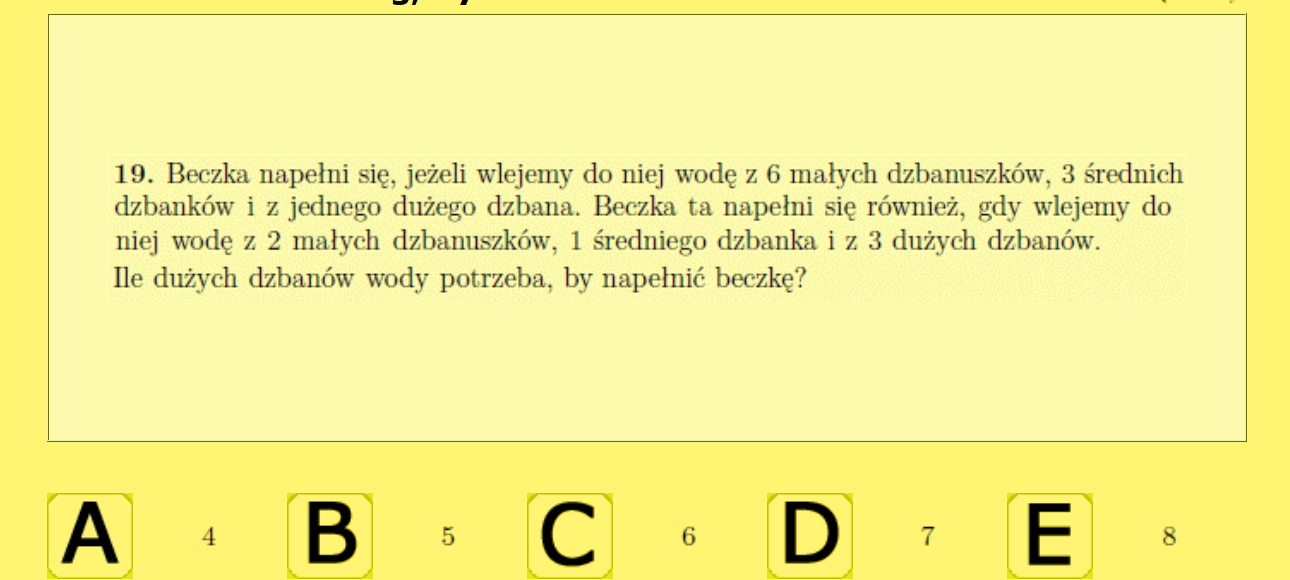 19. Beczka napełni się, jeżeli wlejemy do niej wodę z 6 małych dzbanuszków, 3 średnich
dzbanków i z jednego dużego dzbana. Beczka ta napełni się również, gdy wlejemy do
niej wodę z 2 małych dzbanuszków, 1 średniego dzbanka i z 3 dużych dzbanów.
Ile dużych dzbanów wody potrzeba, by napełnić beczkę?
A 4 B 5 C 6 D 7 E 8